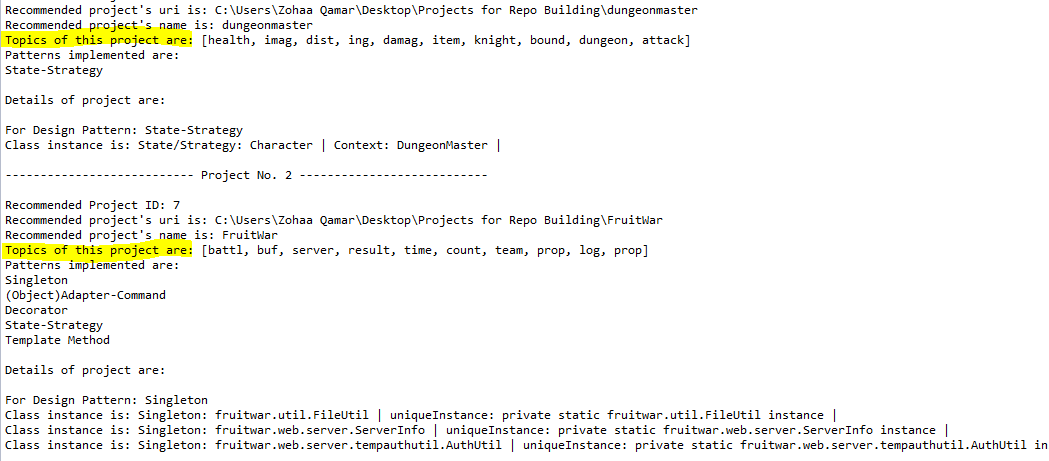 Recommended project's uri is: C:\Users\Zohaa Qamar\Desktop\Projects for Repo Building\dungeonmaster
Recommended project's name is: dungeonmaster
Topics of this project are: [health, imag, dist, ing, damag, item, knight, bound, dungeon, attack]
Patterns implemented are:
State-Strategy
Details of project are:
For Design Pattern: State-Strategy
Class instance is: State/Strategy: Character | Context: DungeonMaster |
--------------------------- Project No. 2 ---------------------------
Recommended Project ID: 7
Recommended project's uri is: C:\Users\Zohaa Qamar\Desktop\Projects for Repo Building\FruitWar
Recommended project's name is: FruitWar
Topics of this project are: [battl, buf, server, result, time, count, team, prop, log, prop]
Patterns implemented are:
Singleton
(Object)Adapter-Command
Decorator
State-Strategy
Template Method
Details of project are:
For Design Pattern: Singleton
Class instance is: Singleton: fruitwar.util.FileUtil | uniqueInstance: private static fruitwar.util.FileUtil instance |
Class instance is: Singleton: fruitwar.web.server.ServerInfo | uniqueInstance: private static fruitwar.web.server.ServerInfo instance |
Class instance is: Singleton: fruitwar.web.server.tempauthutil.AuthUtil | uniqueInstance: private static fruitwar.web.server.tempauthutil.AuthUtil in